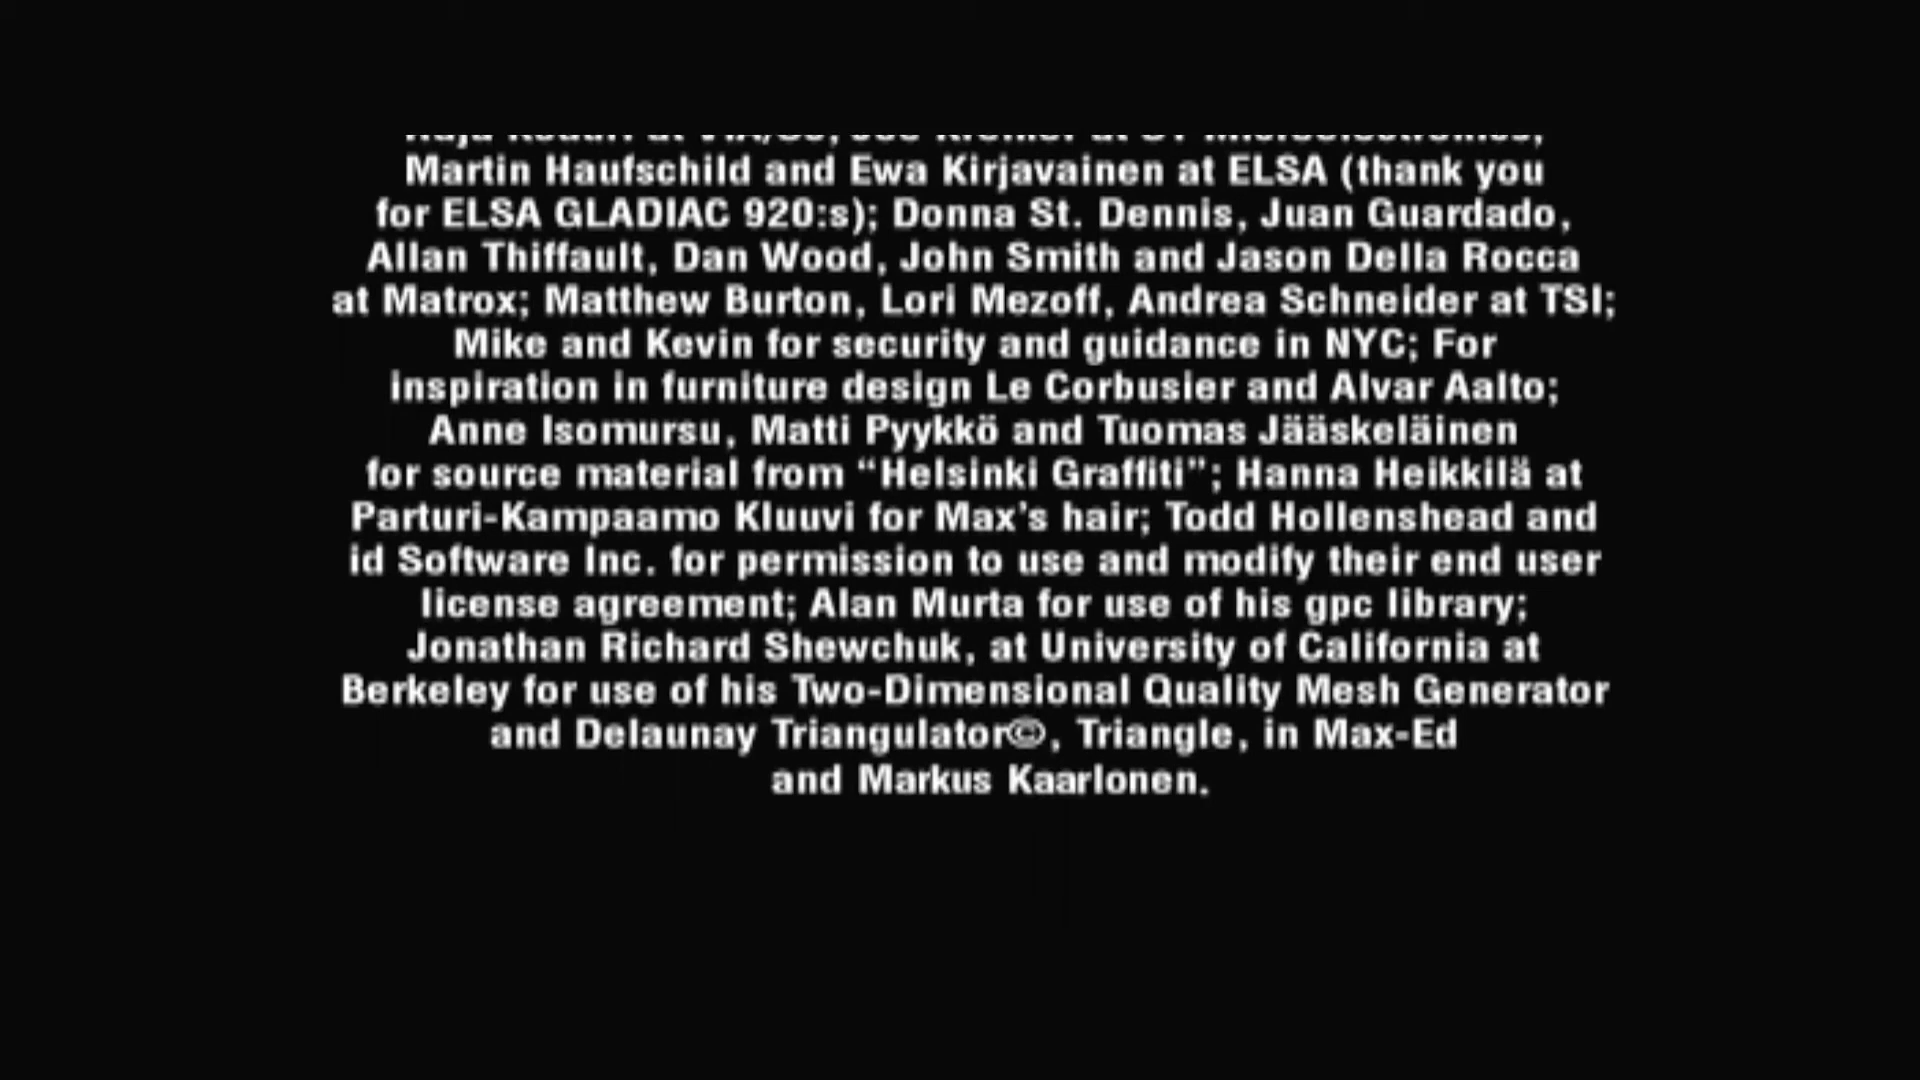 Martin Haufschild and Ewa Kirjavainen at ELSA (thank you
for ELSA GLADIAC 920:s); Donna St. Dennis, Juan Guardado,
Allan Thiffault, Dan Wood, John Smith and Jason Della Rocca
at Matrox; Matthew Burton, Lori Mezoff, Andrea Schneider at TSI;
Mike and Kevin for security and guidance in NYC; For
inspiration in furniture design Le Corbusier and Alvar Aalto;
Anne Isomursu, Matti Pyykkö and Tuomas Jääskeläinen
for source material from “Helsinki Graffiti”; Hanna Heikkilä at
Parturi-Kampaamo Kluuvi for Max's hair; Todd Hollenshead and
id Software Inc. for permission to use and modify their end user
license agreement; Alan Murta for use of his gpc library;
Jonathan Richard Shewchuk, at University of California at
Berkeley for use of his Two-Dimensional Quality Mesh Generator
and Delaunay Triangulator©, Triangle, in Max-Ed
and Markus Kaarlonen.